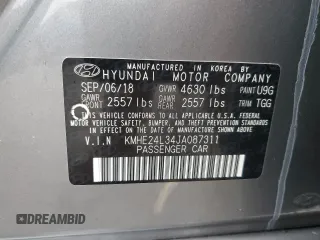 MANUFACTURED IN KOREA BY
HYUNDAI MOTOR COMPANY
SEP/06/18 GVWR 4630 lbs PAINT U9G
GAWR FRONT 2557 lbs GAWR REAR 2557 lbs TRIM TGG
THIS VEHICLE CONFORMS TO ALL APPLICABLE U.S. FEDERAL MOTOR VEHICLE SAFETY, BUMPER, AND THEFT PREVENTION STANDARDS IN EFFECT ON THE DATE OF MANUFACTURE SHOWN ABOVE.
V.I.N KMHE24L34JA087311
PASSENGER CAR
DREAMBID